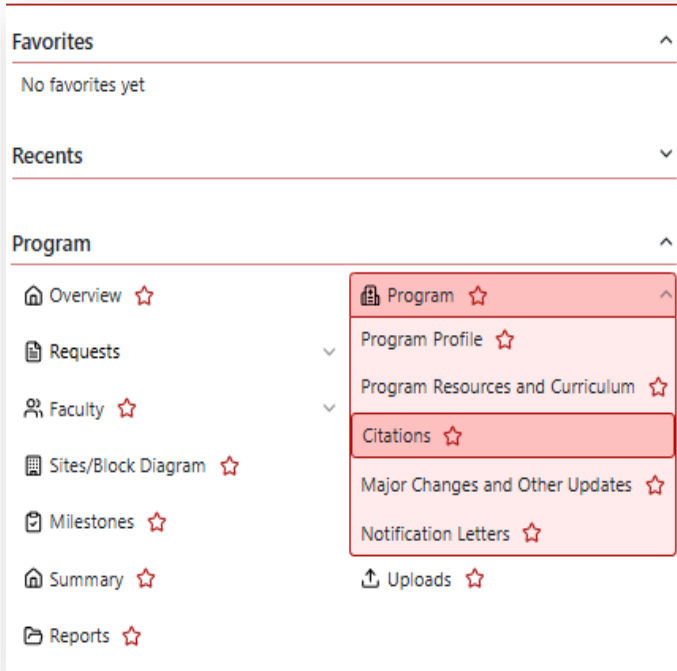 Favorites
No favorites yet
Recents
Program
Overview
Requests
Faculty
Sites/Block Diagram
Milestones
Summary
Reports
Program
Program Profile
Program Resources and Curriculum
Citations
Major Changes and Other Updates
Notification Letters
Uploads